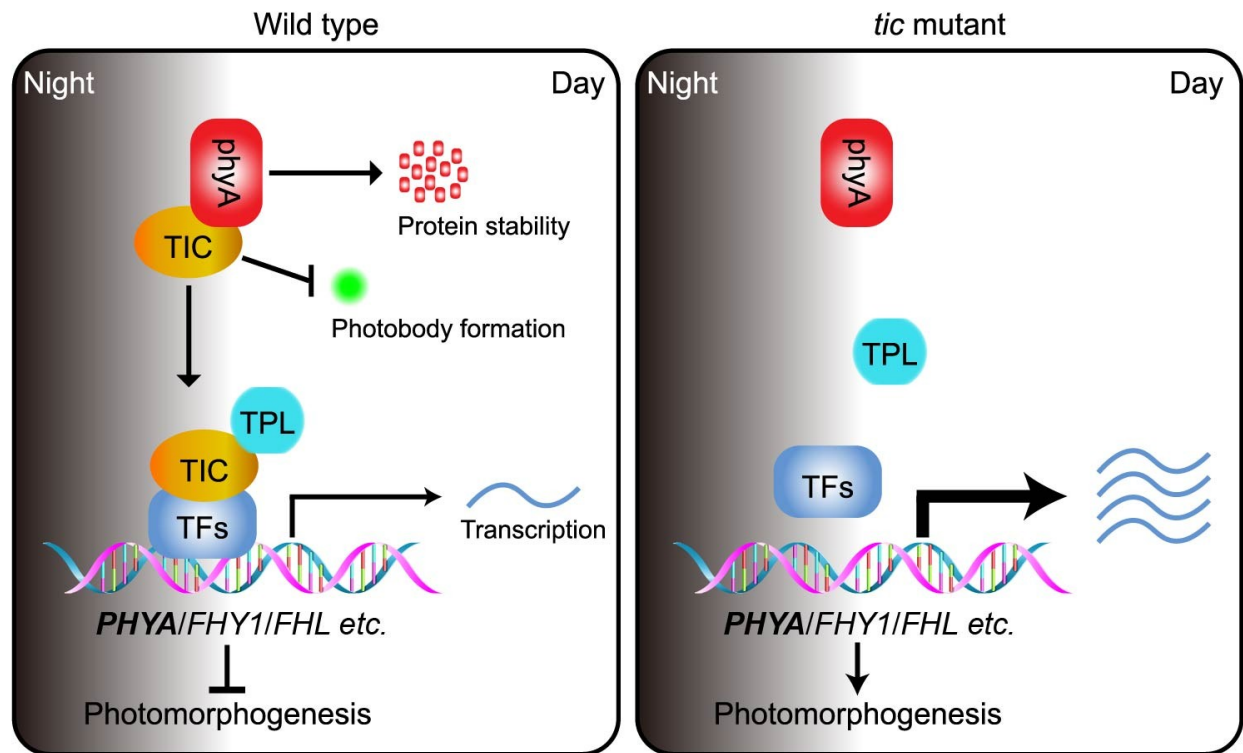 Wild type
Night
Day
phyA
Protein stability
TIC
Photobody formation
TPL
TIC
TFs
Transcription
PHYA/FHY1/FHL etc.
Photomorphogenesis
tic mutant
Night
Day
phyA
TPL
TFs
PHYA/FHY1/FHL etc.
Photomorphogenesis